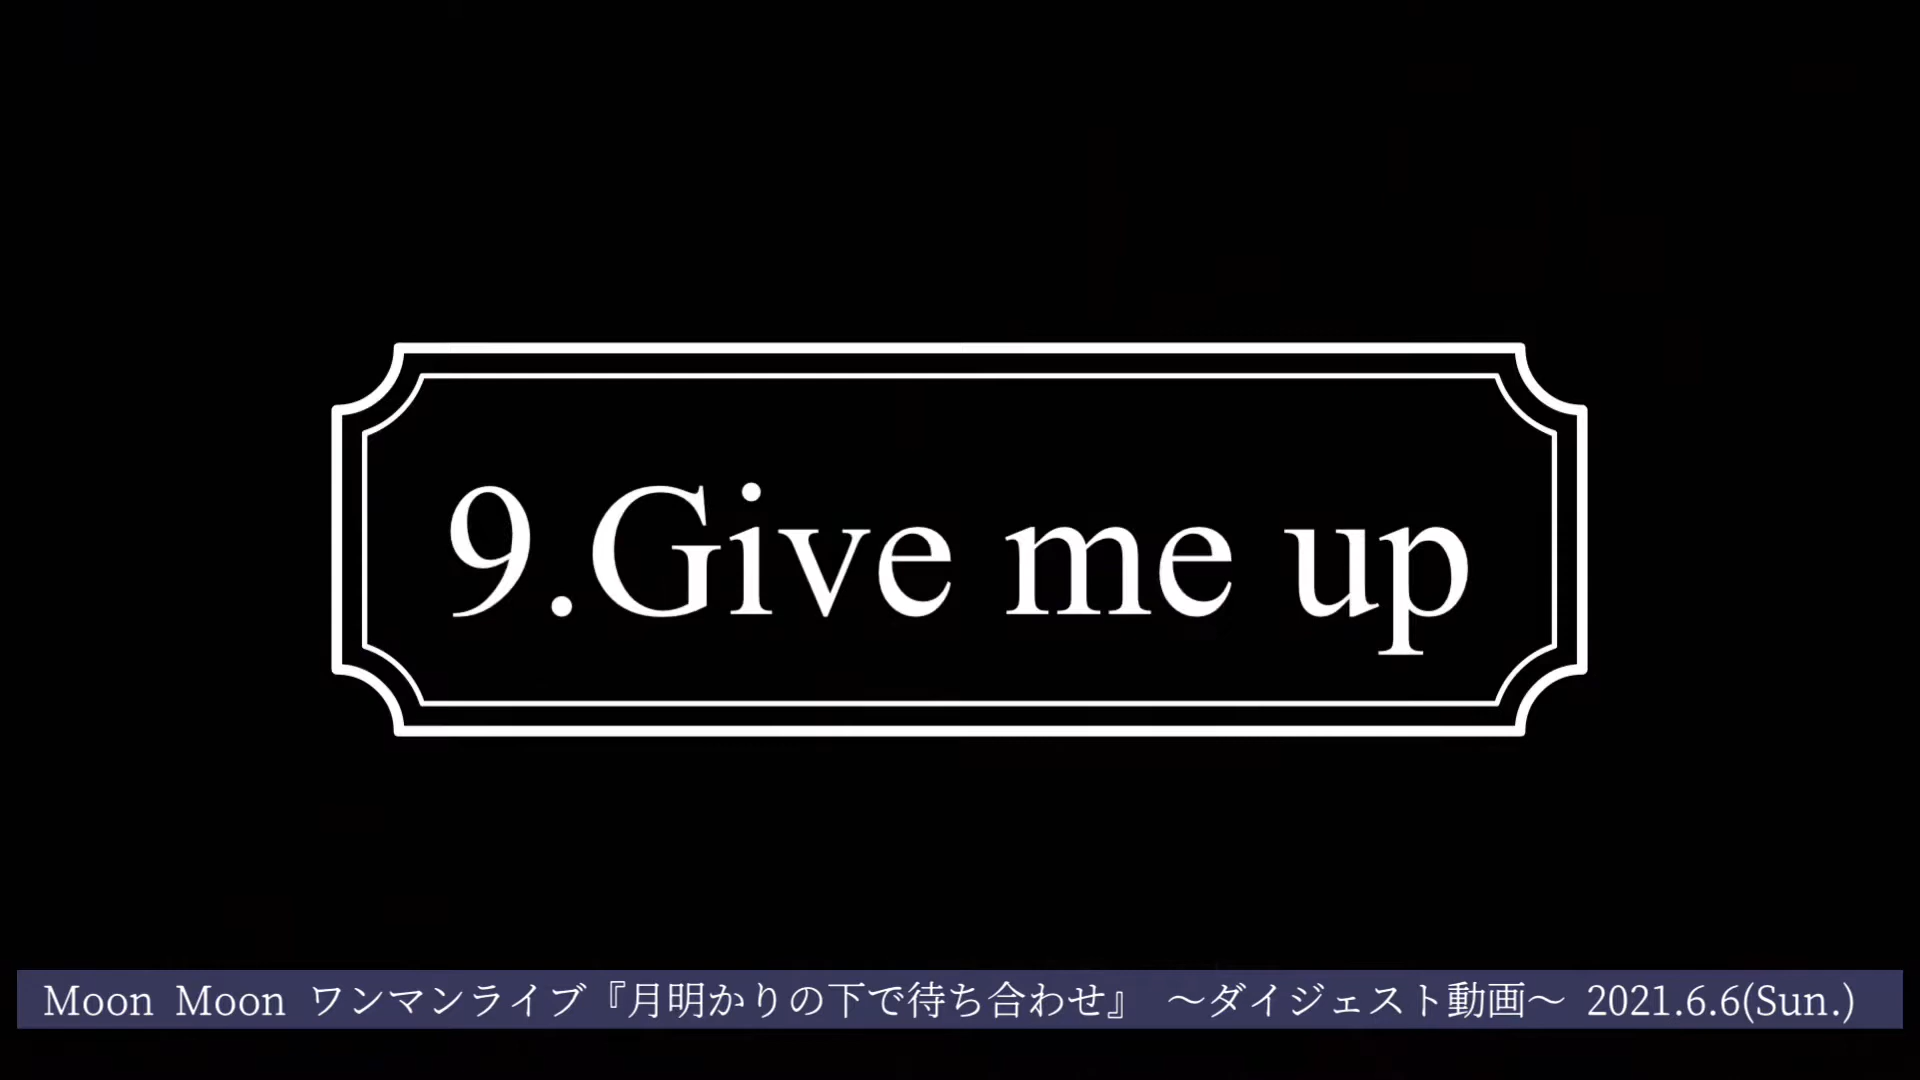 9.Give me up
Moon Moon ワンマンライブ『月明かりの下で待ち合わせ』 ～ダイジェスト動画～ 2021.6.6(Sun.)